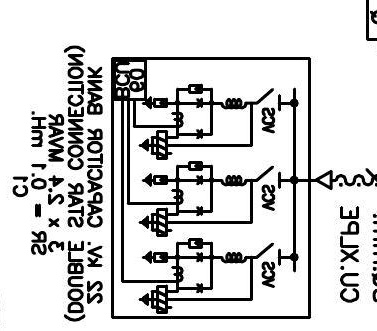 22 KV. CAPACITOR BANK
(DOUBLE STAR CONNECTION)
3 x 2.4 MVAR
SR = 0.1 mH.
C1
BCU
60
VCS
VCS
VCS
CU.XLPE